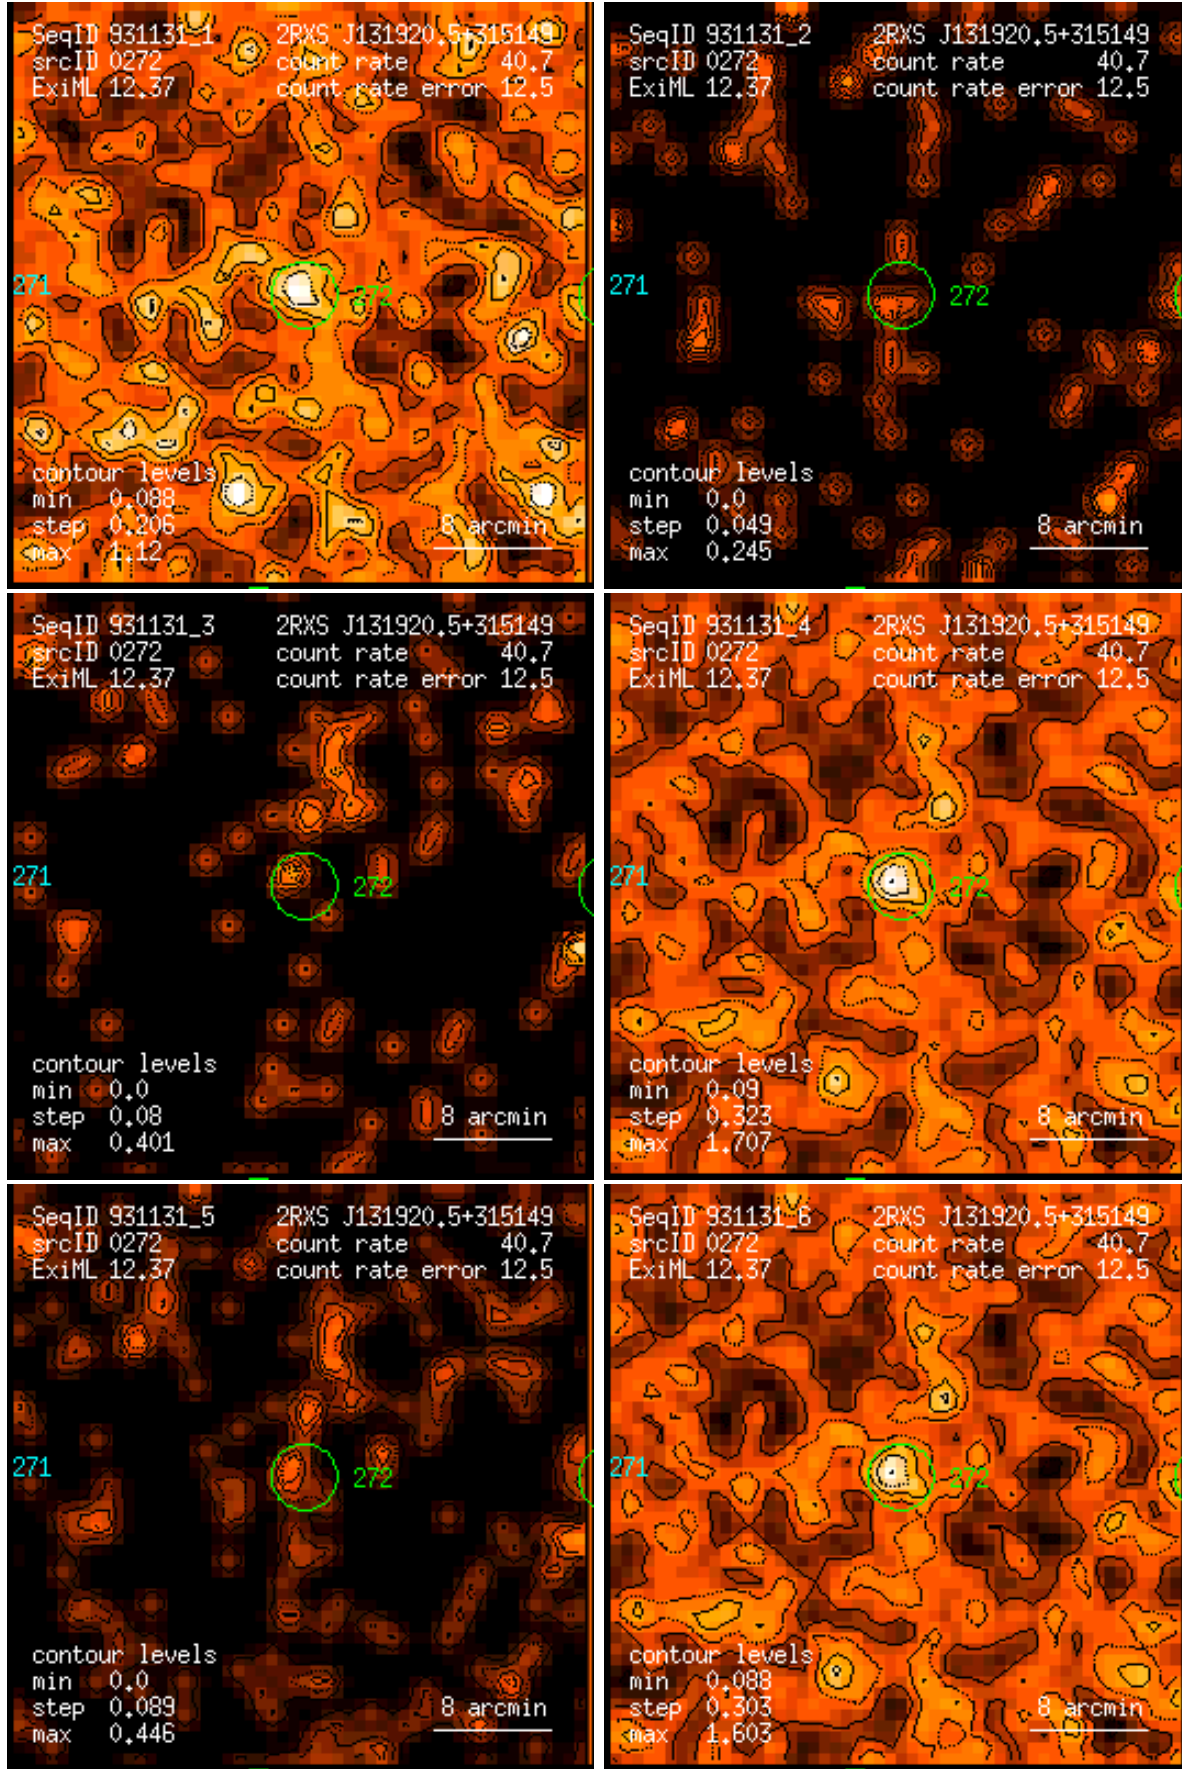 SeqID 931131_1 2RXS J131920.5+315149
srcID 0272 count rate 40.7
ExiML 12.37 count rate error 12.5
271 272
contour levels
min 0.088
step 0.206 8 arcmin
max 1.12
SeqID 931131_2 2RXS J131920.5+315149
srcID 0272 count rate 40.7
ExiML 12.37 count rate error 12.5
271 272
contour levels
min 0.0
step 0.049 8 arcmin
max 0.245
SeqID 931131_3 2RXS J131920.5+315149
srcID 0272 count rate 40.7
ExiML 12.37 count rate error 12.5
271 272
contour levels
min 0.0
step 0.08 8 arcmin
max 0.401
SeqID 931131_4 2RXS J131920.5+315149
srcID 0272 count rate 40.7
ExiML 12.37 count rate error 12.5
271 272
contour levels
min 0.09
step 0.323 8 arcmin
max 1.707
SeqID 931131_5 2RXS J131920.5+315149
srcID 0272 count rate 40.7
ExiML 12.37 count rate error 12.5
271 272
contour levels
min 0.0
step 0.089 8 arcmin
max 0.446
SeqID 931131_6 2RXS J131920.5+315149
srcID 0272 count rate 40.7
ExiML 12.37 count rate error 12.5
271 272
contour levels
min 0.088
step 0.303 8 arcmin
max 1.603